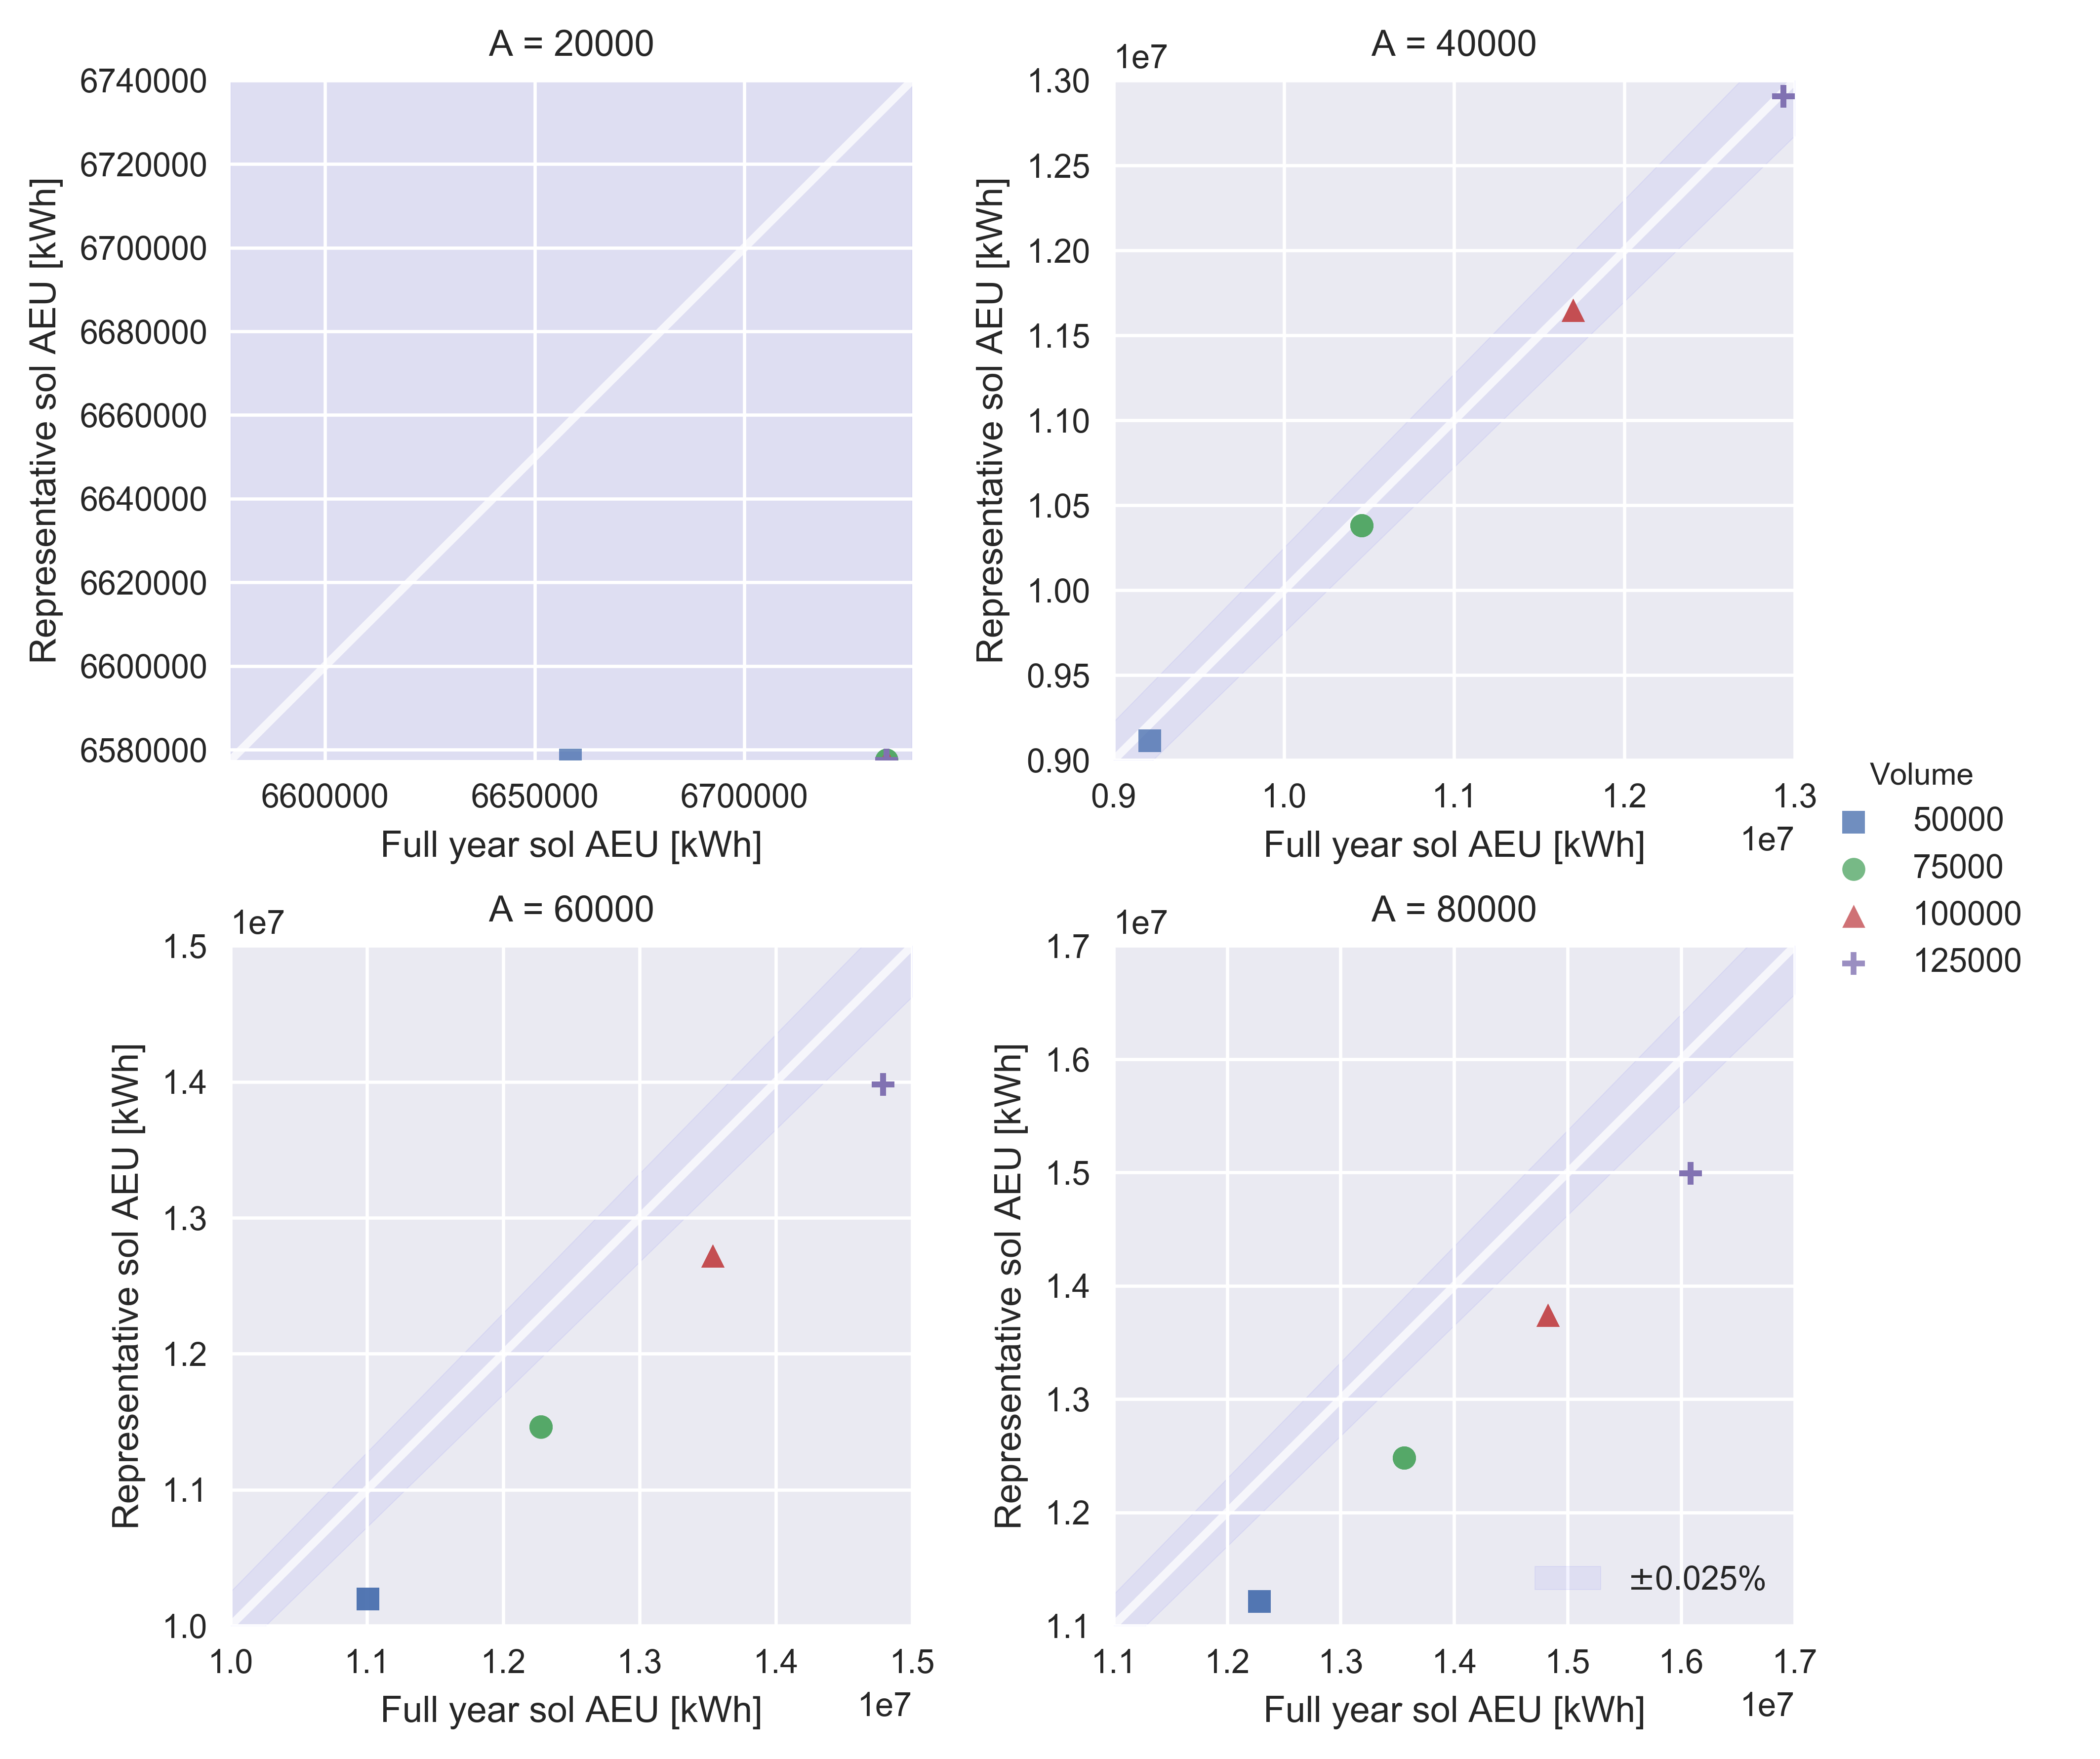 A = 20000
6740000
6720000
6700000
6680000
6660000
6640000
6620000
6600000
6580000
Representative sol AEU [kWh]
6600000 6650000 6700000
Full year sol AEU [kWh]
A = 40000
1e7
1.30
1.25
1.20
1.15
1.10
1.05
1.00
0.95
0.90
Representative sol AEU [kWh]
0.9 1.0 1.1 1.2 1.3
1e7
Full year sol AEU [kWh]
Volume
50000
75000
100000
125000
A = 60000
1e7
1.5
1.4
1.3
1.2
1.1
1.0
Representative sol AEU [kWh]
1.0 1.1 1.2 1.3 1.4 1.5
1e7
Full year sol AEU [kWh]
A = 80000
1e7
1.7
1.6
1.5
1.4
1.3
1.2
1.1
Representative sol AEU [kWh]
±0.025%
1.1 1.2 1.3 1.4 1.5 1.6 1.7
1e7
Full year sol AEU [kWh]